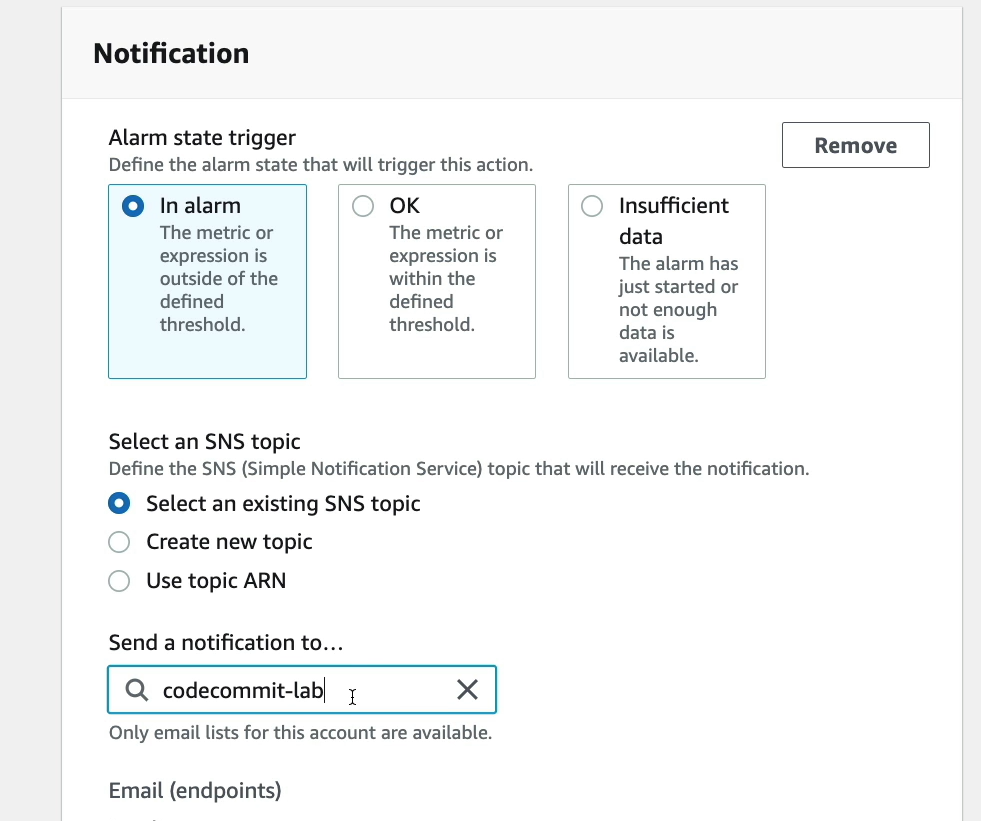 Notification
Alarm state trigger
Define the alarm state that will trigger this action.
Remove
In alarm
The metric or
expression is
outside of the
defined
threshold.
OK
The metric or
expression is
within the
defined
threshold.
Insufficient
data
The alarm has
just started or
not enough
data is
available.
Select an SNS topic
Define the SNS (Simple Notification Service) topic that will receive the notification.
Select an existing SNS topic
Create new topic
Use topic ARN
Send a notification to…
codecommit-lab
Only email lists for this account are available.
Email (endpoints)